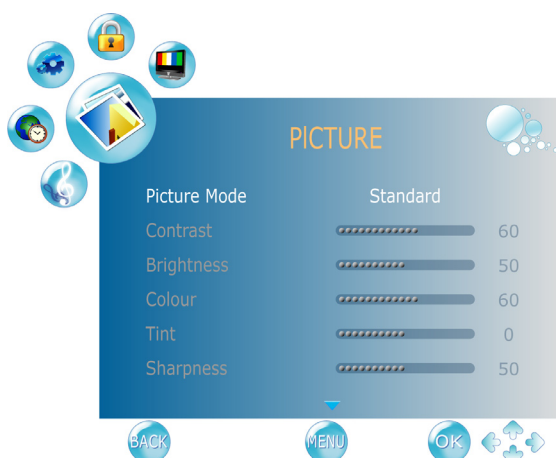 PICTURE
Picture Mode Standard
Contrast 60
Brightness 50
Colour 60
Tint 0
Sharpness 50
BACK MENU OK